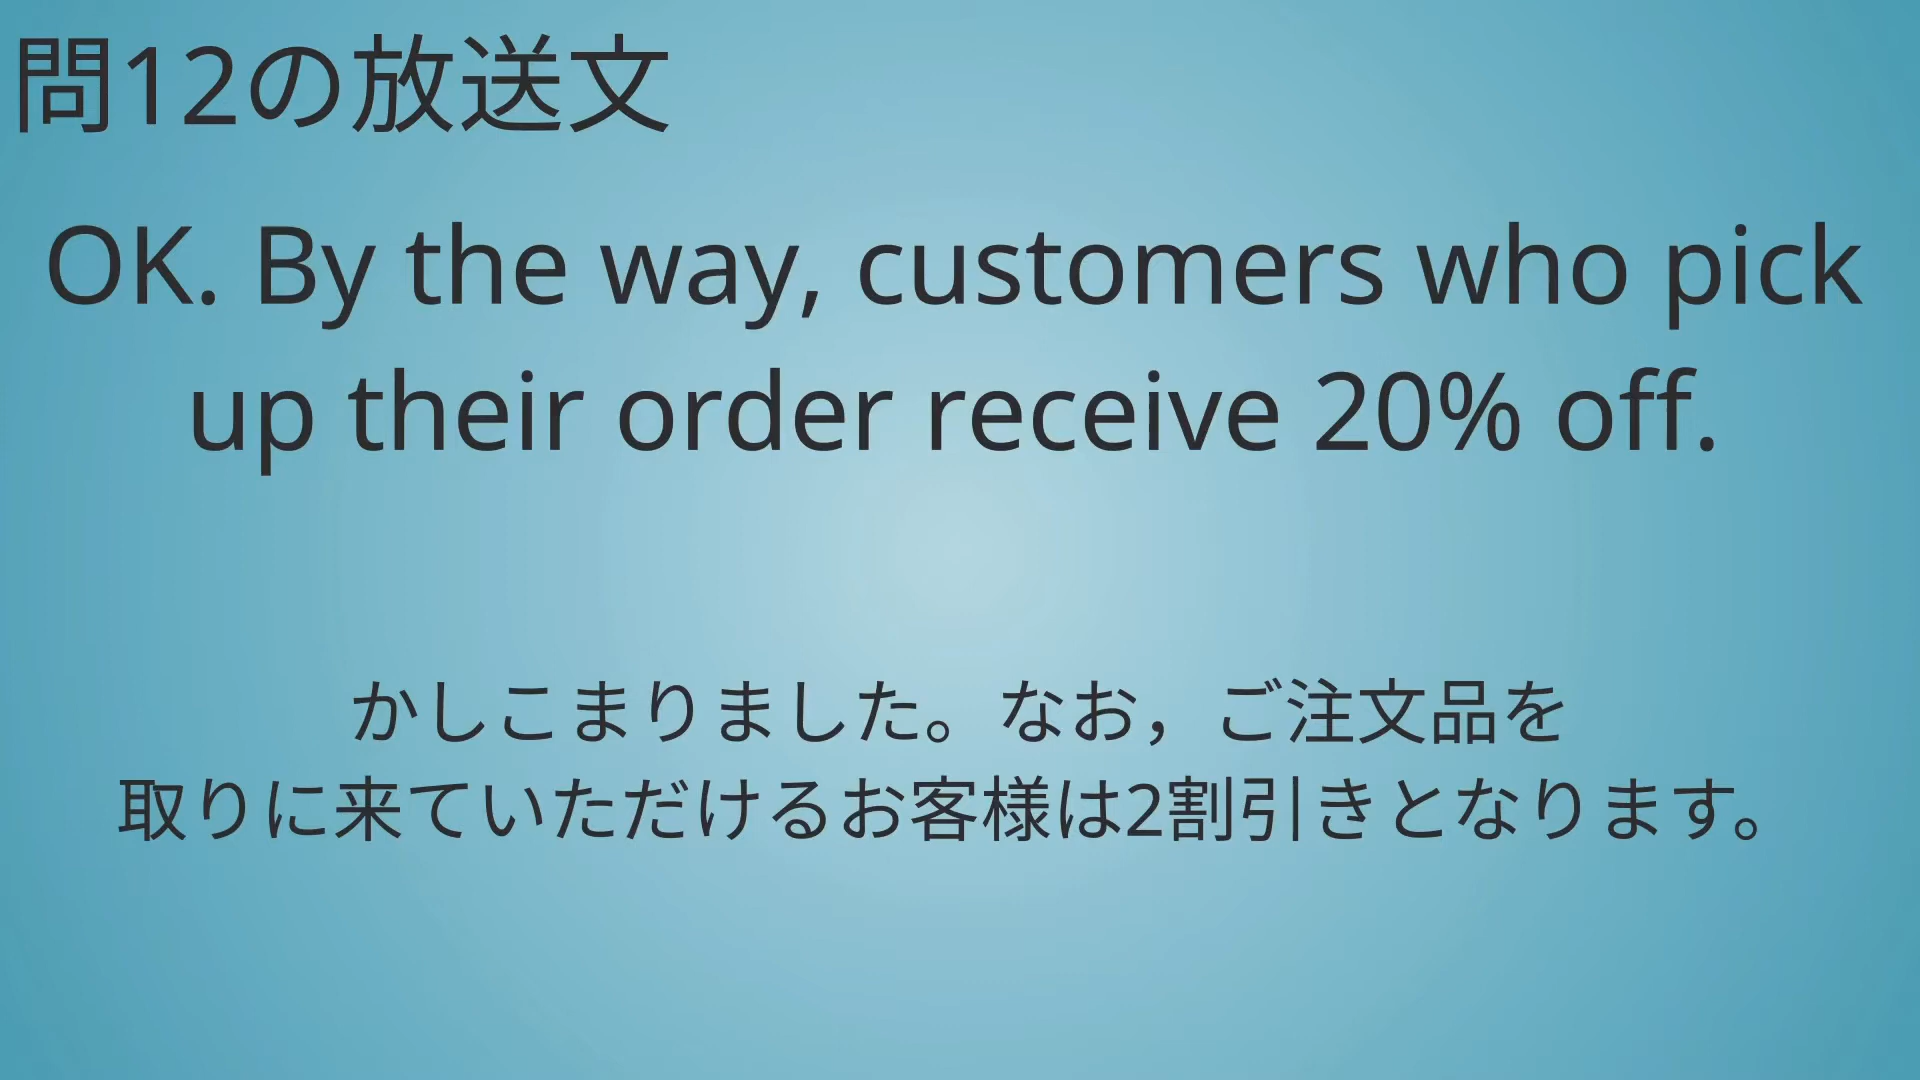 問12の放送文
OK. By the way, customers who pick
up their order receive 20% off.
かしこまりました。なお，ご注文品を
取りに来ていただけるお客様は2割引きとなります。